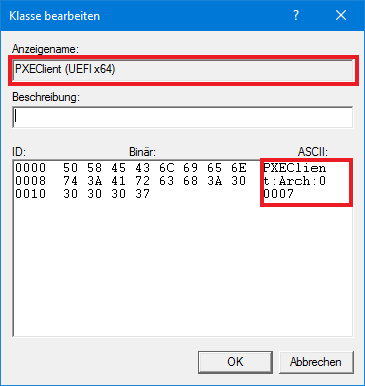 Klasse bearbeiten
Anzeigename:
PXEClient (UEFI x64)
Beschreibung:
ID: Binär: ASCII:
0000 50 58 45 43 6C 69 65 6E PXEClien
0008 74 3A 41 72 63 68 3A 30 t:Arch:0
0010 30 30 30 37 0007
OK Abbrechen